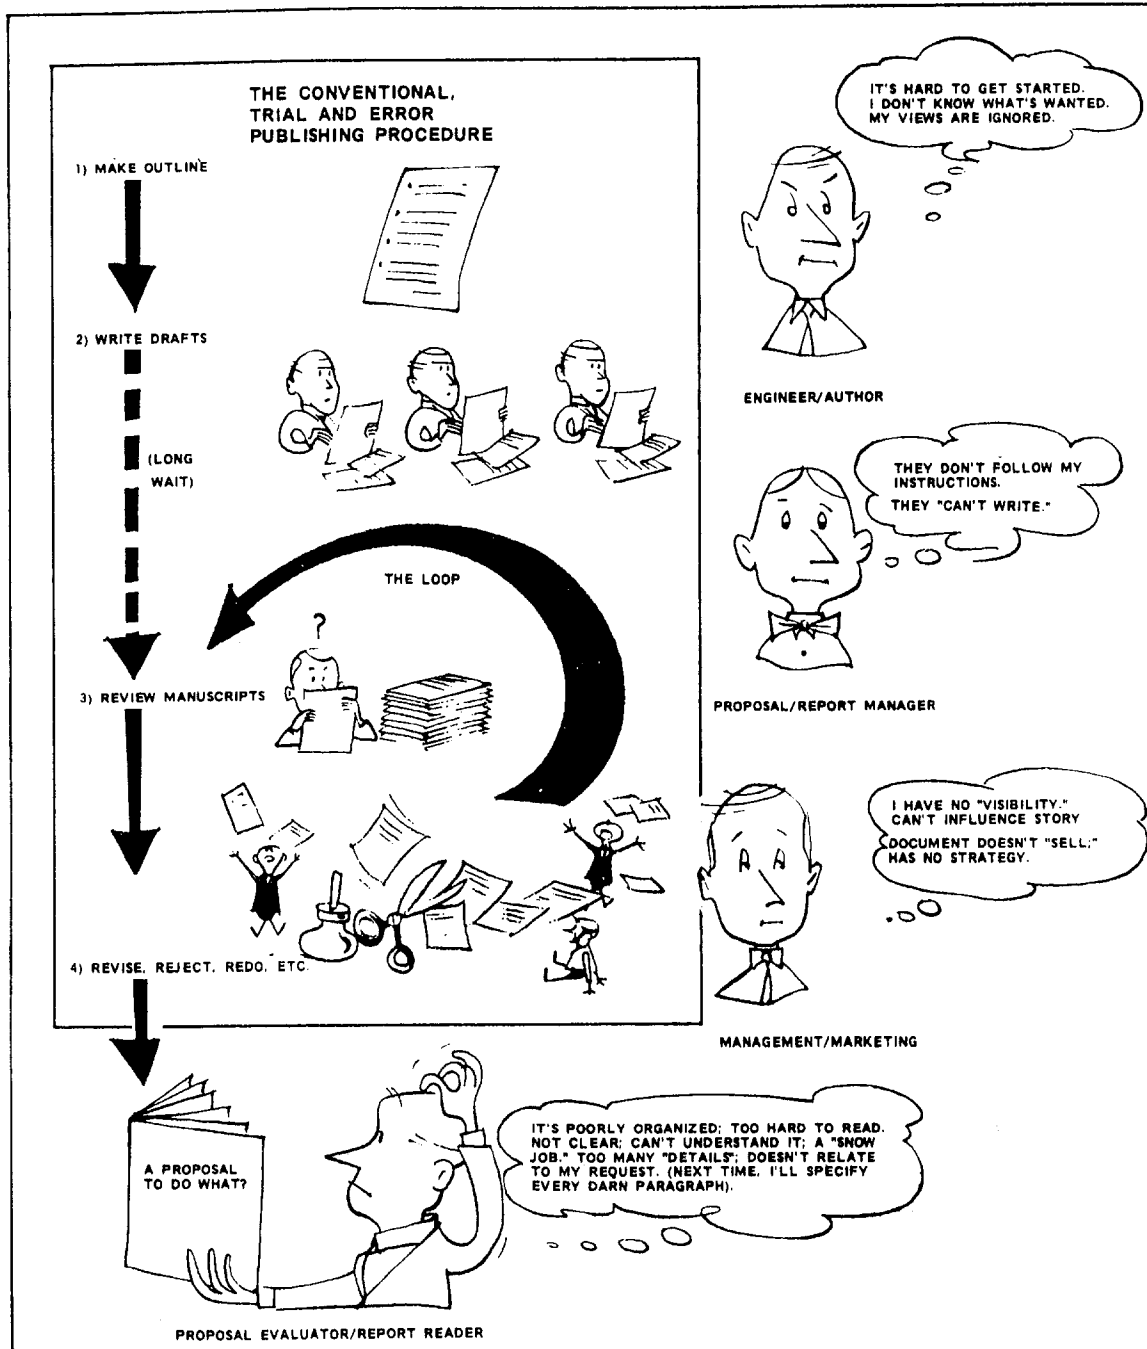 THE CONVENTIONAL,
TRIAL AND ERROR
PUBLISHING PROCEDURE
1) MAKE OUTLINE
2) WRITE DRAFTS
(LONG
WAIT)
THE LOOP
?
3) REVIEW MANUSCRIPTS
4) REVISE, REJECT, REDO, ETC.
IT'S HARD TO GET STARTED.
I DON'T KNOW WHAT'S WANTED.
MY VIEWS ARE IGNORED.
ENGINEER/AUTHOR
THEY DON'T FOLLOW MY
INSTRUCTIONS.
THEY "CAN'T WRITE."
PROPOSAL/REPORT MANAGER
I HAVE NO "VISIBILITY."
CAN'T INFLUENCE STORY
DOCUMENT DOESN'T "SELL;"
HAS NO STRATEGY.
MANAGEMENT/MARKETING
A PROPOSAL
TO DO WHAT?
IT'S POORLY ORGANIZED; TOO HARD TO READ.
NOT CLEAR; CAN'T UNDERSTAND IT; A "SNOW
JOB." TOO MANY "DETAILS"; DOESN'T RELATE
TO MY REQUEST. (NEXT TIME, I'LL SPECIFY
EVERY DARN PARAGRAPH).
PROPOSAL EVALUATOR/REPORT READER